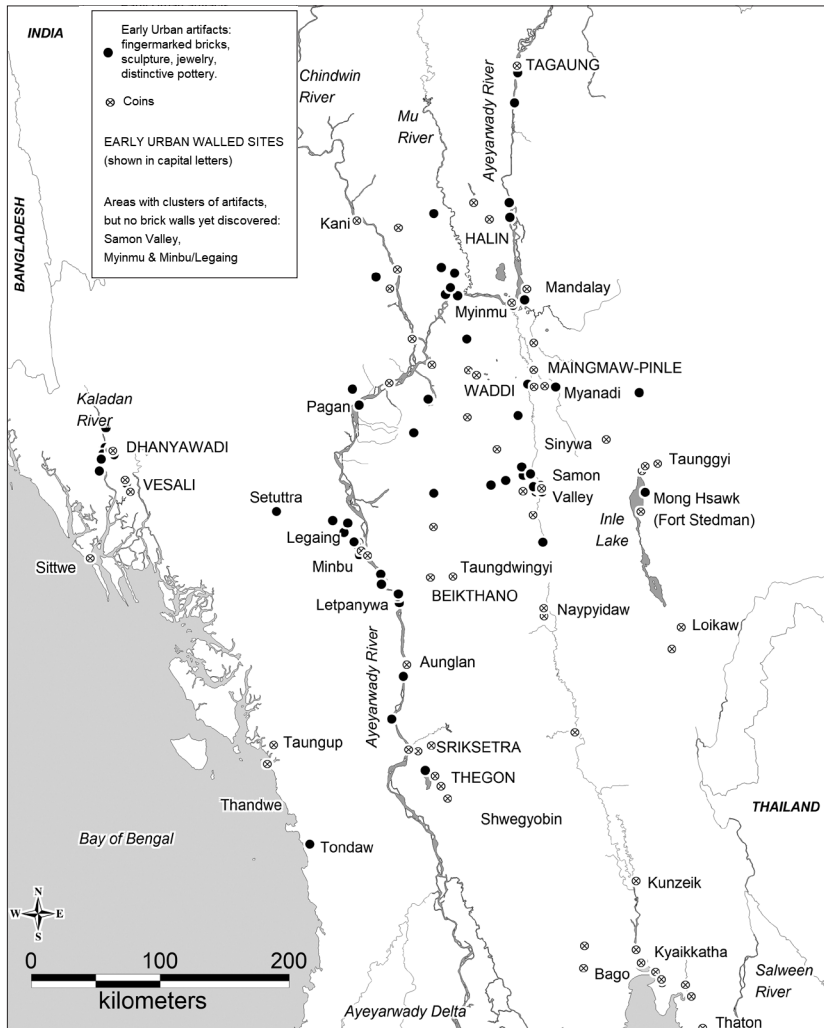 INDIA
Early Urban artifacts:
fingermarked bricks,
sculpture, jewelry,
distinctive pottery.
Coins
EARLY URBAN WALLED SITES
(shown in capital letters)
Areas with clusters of artifacts,
but no brick walls yet discovered:
Samon Valley,
Myinmu & Minbu/Legaing
BANGLADESH
Chindwin
River
Mu
River
Ayeyarwady River
TAGAUNG
Kani
HALIN
Mandalay
Myinmu
MAINGMAW-PINLE
WADDI
Myanadi
Pagan
Kaladan
River
DHANYAWADI
VESALI
Sinywa
Taunggyi
Samon
Valley
Mong Hsawk
(Fort Stedman)
Inle
Lake
Setuttra
Legaing
Minbu
Sittwe
Taungdwingyi
BEIKTHANO
Letpanywa
Naypyidaw
Loikaw
Aunglan
Ayeyarwady River
Taungup
SRIKSETRA
THEGON
Thandwe
Shwegyobin
THAILAND
Bay of Bengal
Tondaw
Kunzeik
N
W
E
S
Kyaikkatha
Bago
Salween
River
0
100
200
kilometers
Ayeyarwady Delta
Thaton